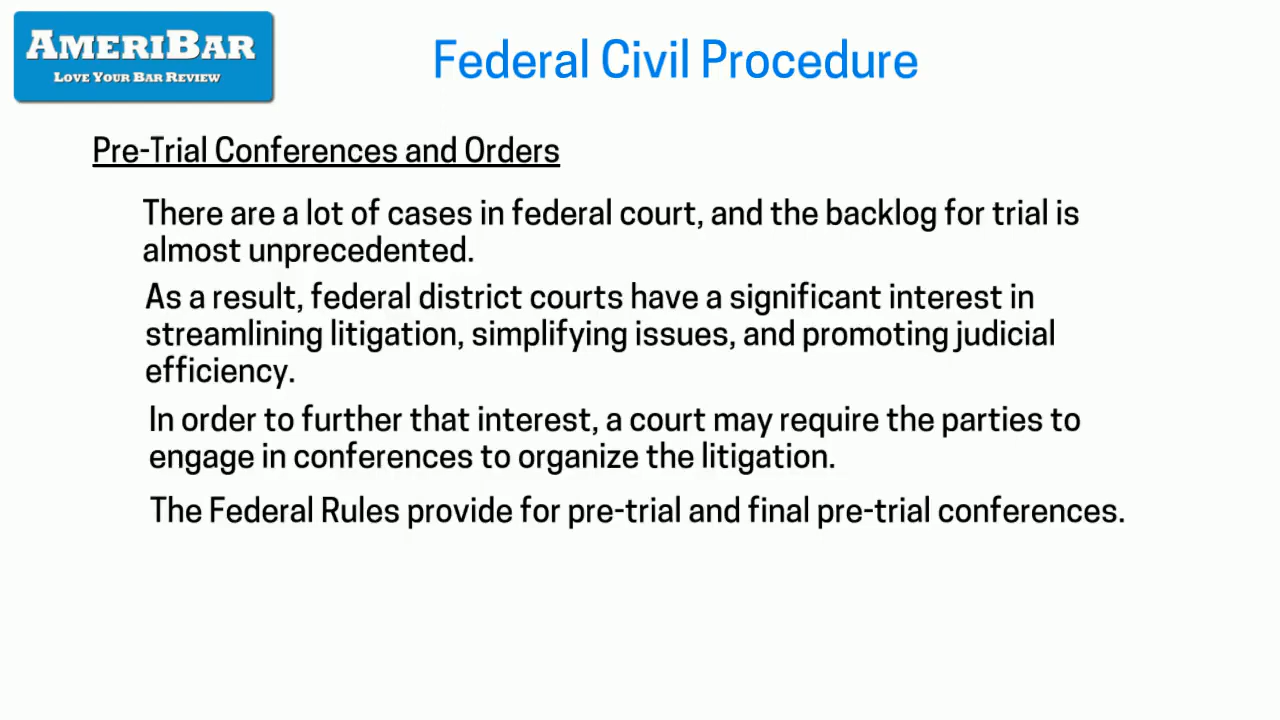 AMERIBAR
LOVE YOUR BAR REVIEW
Federal Civil Procedure
Pre-Trial Conferences and Orders
There are a lot of cases in federal court, and the backlog for trial is
almost unprecedented.
As a result, federal district courts have a significant interest in
streamlining litigation, simplifying issues, and promoting judicial
efficiency.
In order to further that interest, a court may require the parties to
engage in conferences to organize the litigation.
The Federal Rules provide for pre-trial and final pre-trial conferences.